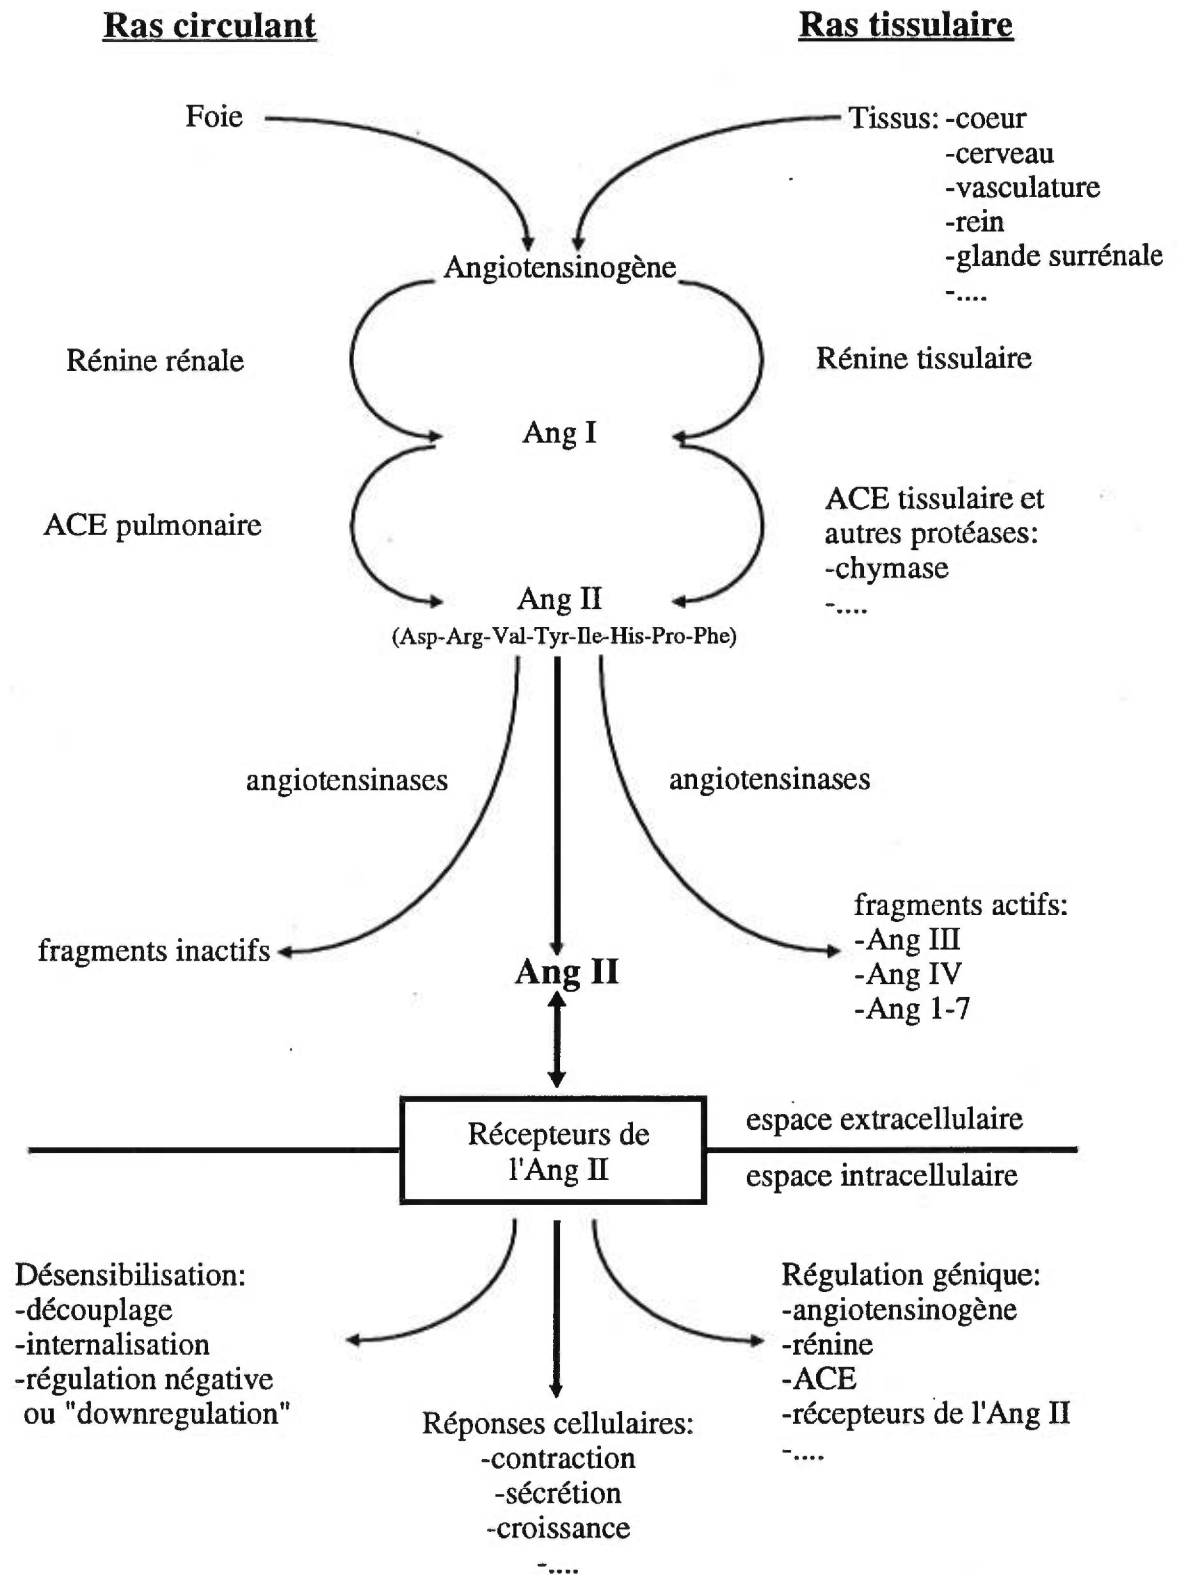 Ras circulant
Ras tissulaire
Foie
Tissus: -coeur
-cerveau
-vasculature
-rein
-glande surrénale
-....
Angiotensinogène
Rénine rénale
Rénine tissulaire
Ang I
ACE pulmonaire
ACE tissulaire et
autres protéases:
-chymase
-....
Ang II
(Asp-Arg-Val-Tyr-Ile-His-Pro-Phe)
angiotensinases
angiotensinases
fragments inactifs
fragments actifs:
-Ang III
-Ang IV
-Ang 1-7
Ang II
Récepteurs de
l'Ang II
espace extracellulaire
espace intracellulaire
Désensibilisation:
-découplage
-internalisation
-régulation négative
ou "downregulation"
Réponses cellulaires:
-contraction
-sécrétion
-croissance
-....
Régulation génique:
-angiotensinogène
-rénine
-ACE
-récepteurs de l'Ang II
-....